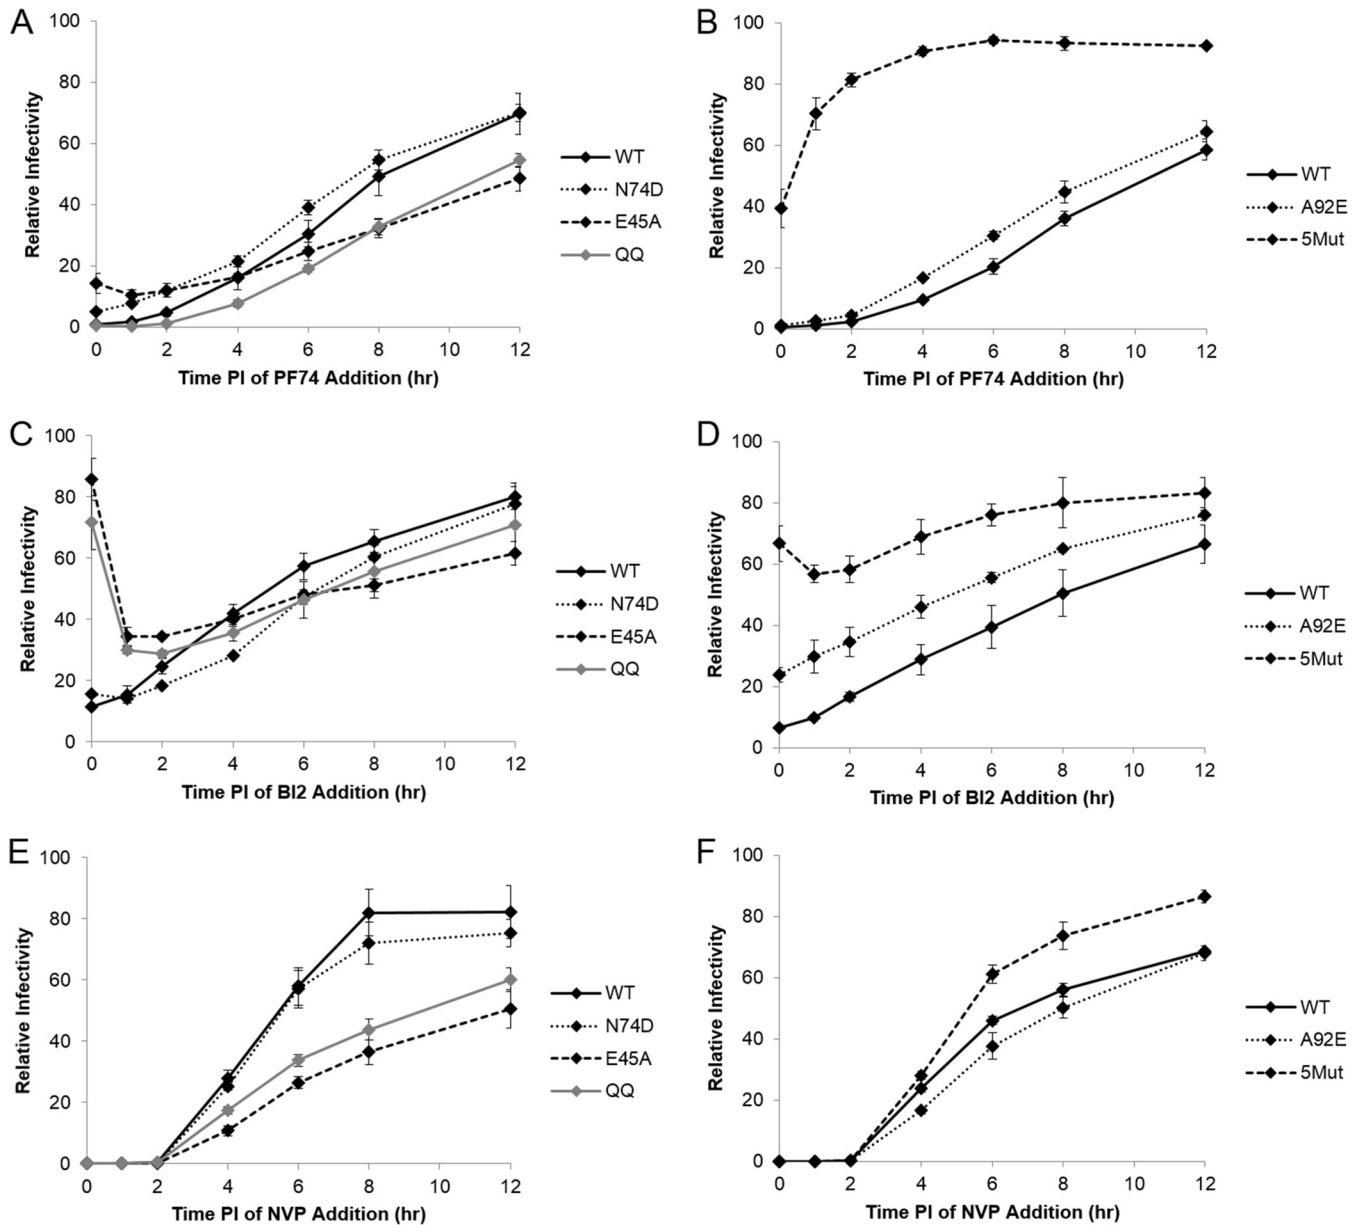 A
Relative Infectivity
100
80
60
40
20
0
0 2 4 6 8 10 12
Time PI of PF74 Addition (hr)
WT
N74D
E45A
QQ
B
Relative Infectivity
100
80
60
40
20
0
0 2 4 6 8 10 12
Time PI of PF74 Addition (hr)
WT
A92E
5Mut
C
Relative Infectivity
100
80
60
40
20
0
0 2 4 6 8 10 12
Time PI of BI2 Addition (hr)
WT
N74D
E45A
QQ
D
Relative Infectivity
100
80
60
40
20
0
0 2 4 6 8 10 12
Time PI of BI2 Addition (hr)
WT
A92E
5Mut
E
Relative Infectivity
100
80
60
40
20
0
0 2 4 6 8 10 12
Time PI of NVP Addition (hr)
WT
N74D
E45A
QQ
F
Relative Infectivity
100
80
60
40
20
0
0 2 4 6 8 10 12
Time PI of NVP Addition (hr)
WT
A92E
5Mut